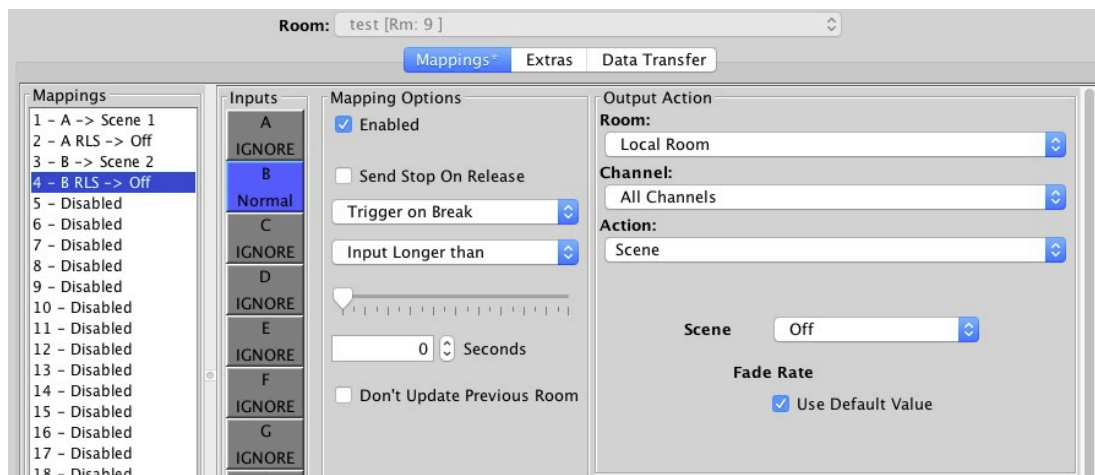 Room: test [Rm: 9 ]
Mappings* Extras Data Transfer
Mappings
1 - A -> Scene 1
2 - A RLS -> Off
3 - B -> Scene 2
4 - B RLS -> Off
5 - Disabled
6 - Disabled
7 - Disabled
8 - Disabled
9 - Disabled
10 - Disabled
11 - Disabled
12 - Disabled
13 - Disabled
14 - Disabled
15 - Disabled
16 - Disabled
17 - Disabled
18 - Disabled
Inputs
A
IGNORE
B
Normal
C
IGNORE
D
IGNORE
E
IGNORE
F
IGNORE
G
IGNORE
Mapping Options
Enabled
Send Stop On Release
Trigger on Break
Input Longer than
0 Seconds
Don't Update Previous Room
Output Action
Room:
Local Room
Channel:
All Channels
Action:
Scene
Scene Off
Fade Rate
Use Default Value